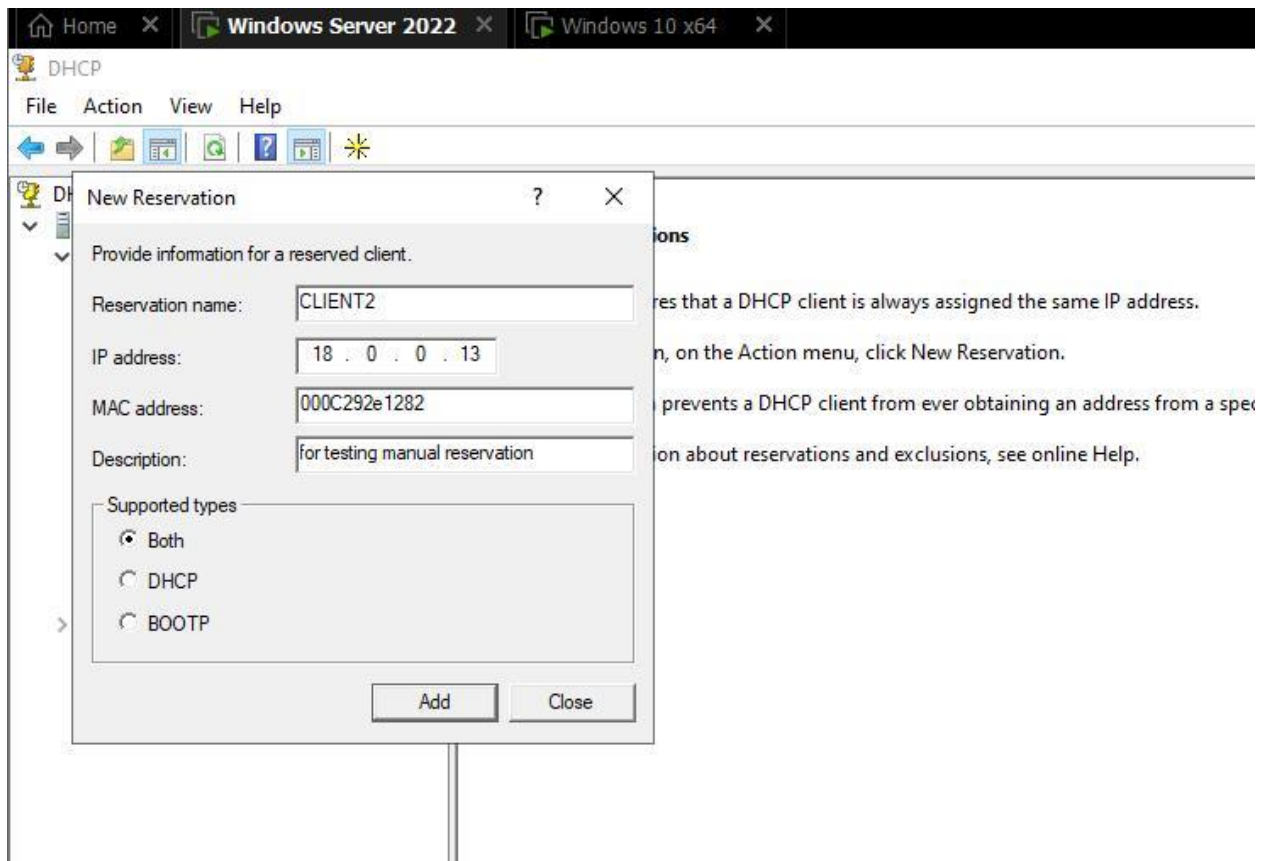 Home
Windows Server 2022
Windows 10 x64
DHCP
File Action View Help
New Reservation
Provide information for a reserved client.
Reservation name: CLIENT2
IP address: 18 . 0 . 0 . 13
MAC address: 000C292e1282
Description: for testing manual reservation
Supported types
Both
DHCP
BOOTP
Add Close
that a DHCP client is always assigned the same IP address.
on the Action menu, click New Reservation.
prevents a DHCP client from ever obtaining an address from a
about reservations and exclusions, see online Help.